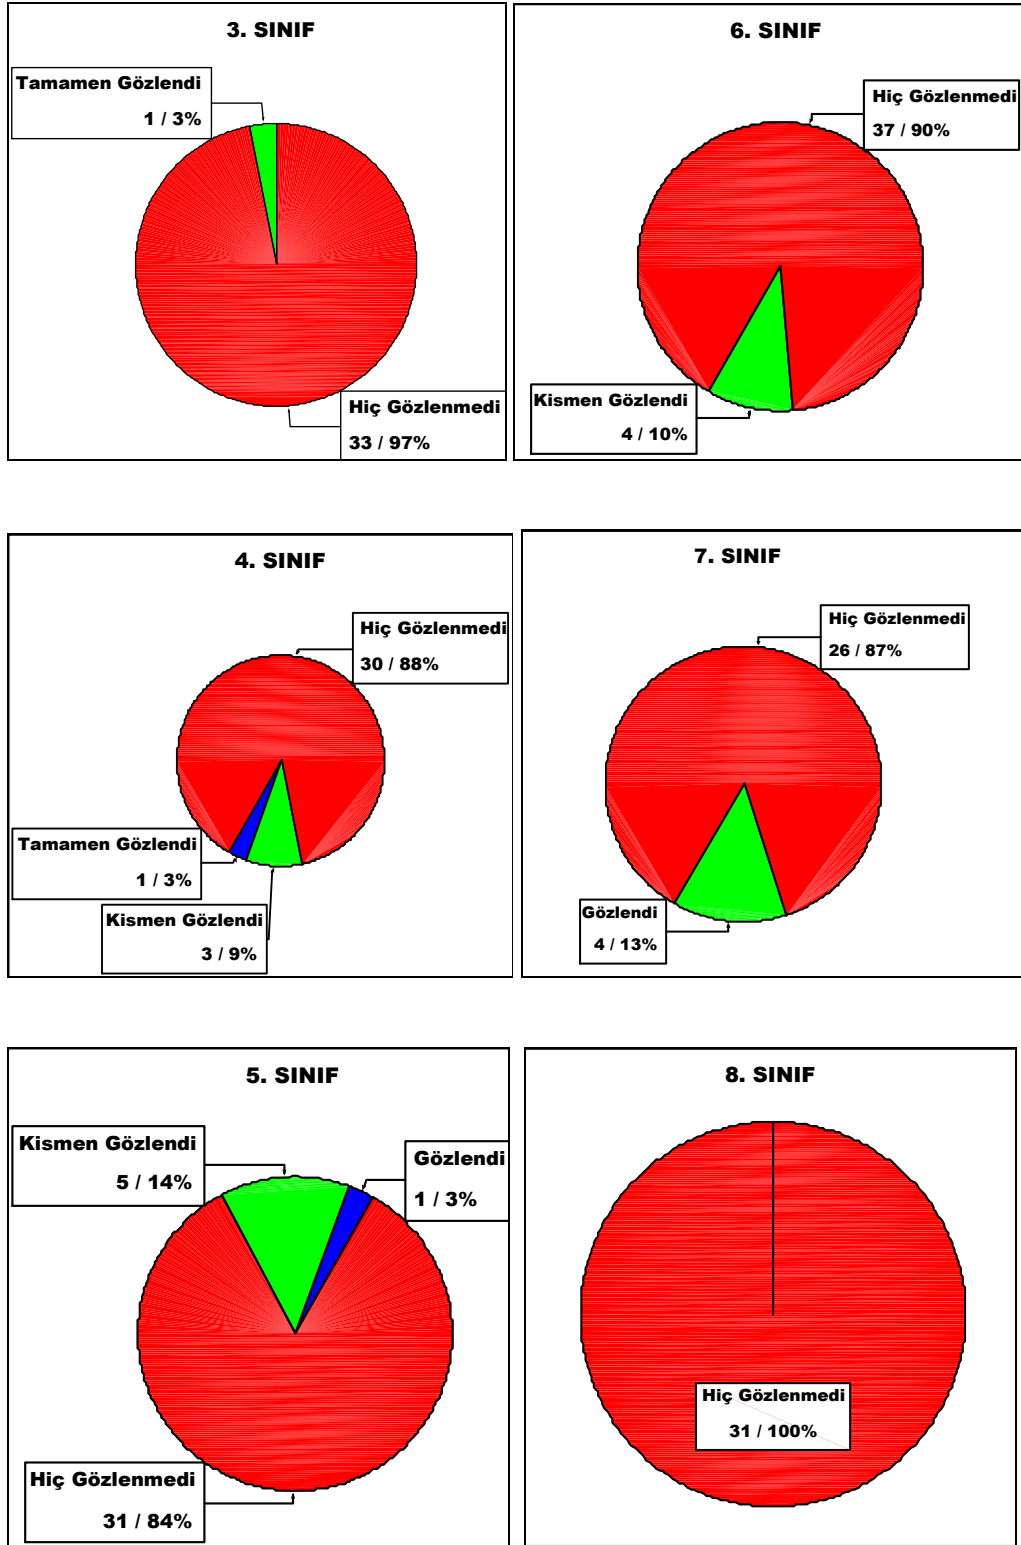 3. SINIF
Tamamen Gözlendi
1 / 3%
Hiç Gözlenmedi
33 / 97%
6. SINIF
Hiç Gözlenmedi
37 / 90%
Kismen Gözlendi
4 / 10%
4. SINIF
Hiç Gözlenmedi
30 / 88%
Tamamen Gözlendi
1 / 3%
Kismen Gözlendi
3 / 9%
7. SINIF
Hiç Gözlenmedi
26 / 87%
Gözlendi
4 / 13%
5. SINIF
Kismen Gözlendi
5 / 14%
Gözlendi
1 / 3%
Hiç Gözlenmedi
31 / 84%
8. SINIF
Hiç Gözlenmedi
31 / 100%